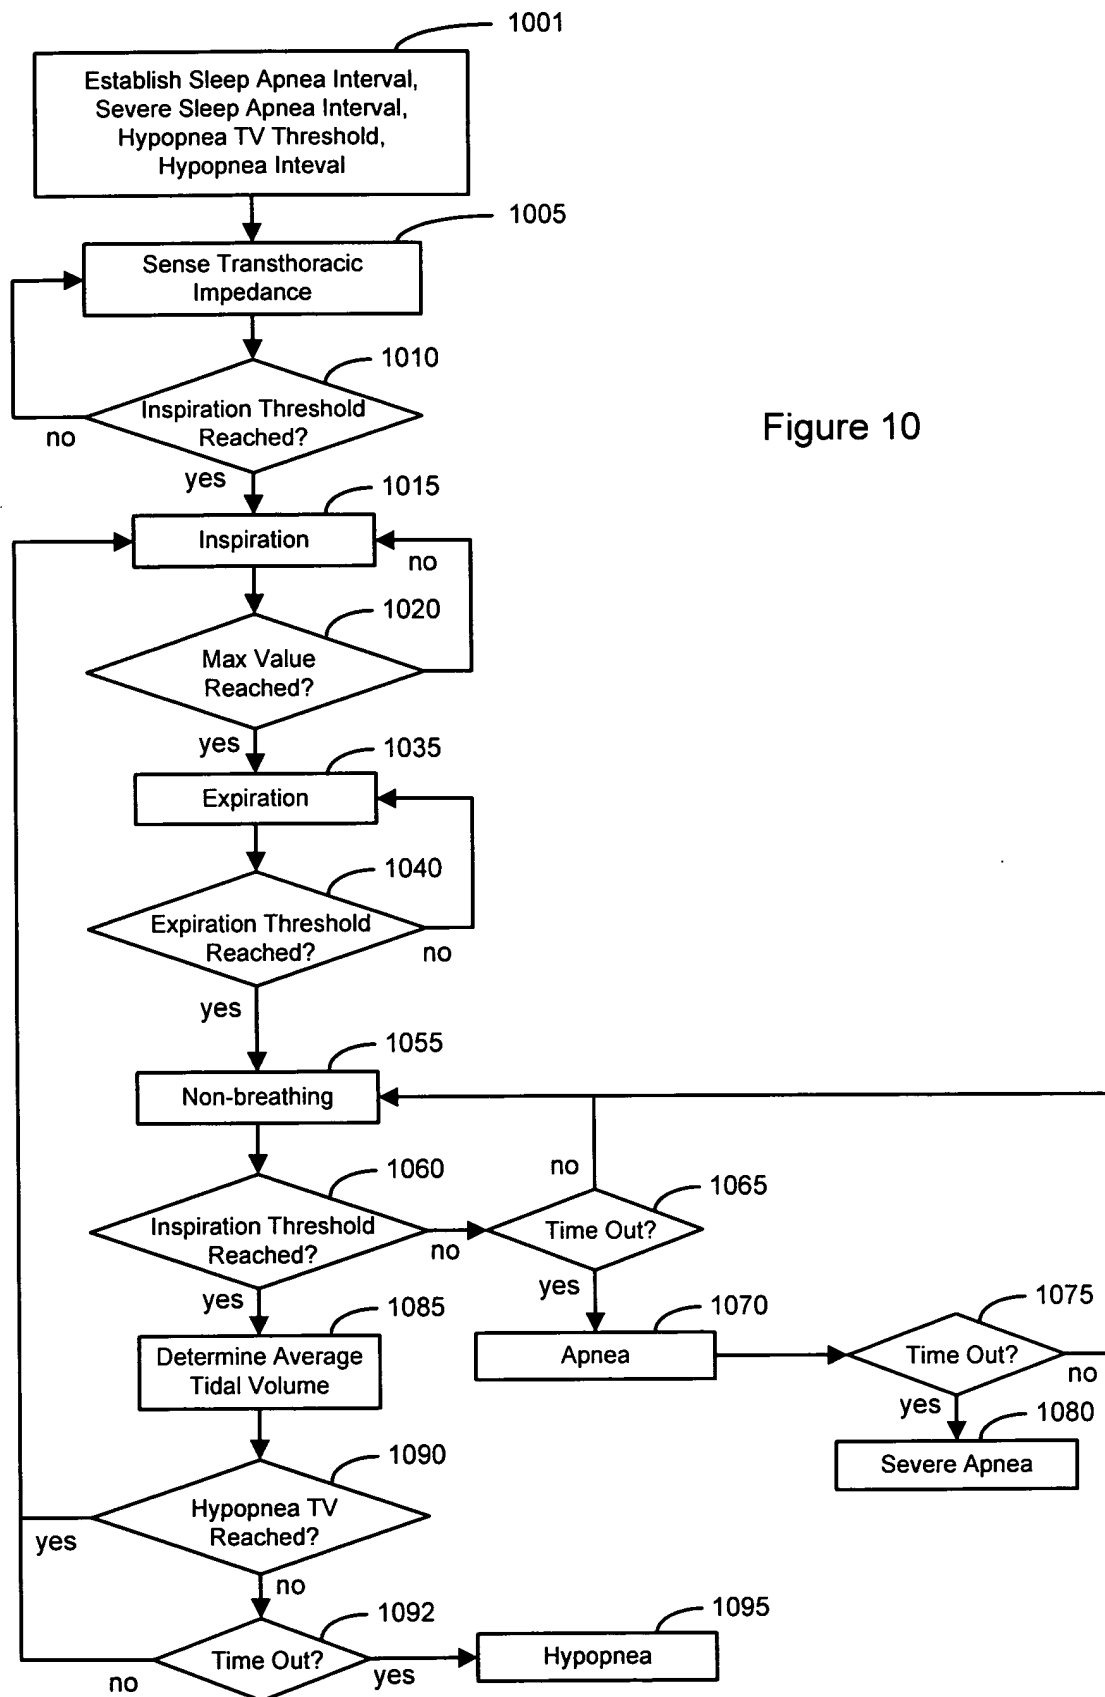 1001
Establish Sleep Apnea Interval,
Severe Sleep Apnea Interval,
Hypopnea TV Threshold,
Hypopnea Inteval
1005
Sense Transthoracic
Impedance
1010
Inspiration Threshold
Reached?
no
yes
Figure 10
1015
Inspiration
no
1020
Max Value
Reached?
yes
1035
Expiration
1040
Expiration Threshold
Reached?
no
yes
1055
Non-breathing
1060
Inspiration Threshold
Reached?
no
yes
1065
no
Time Out?
yes
1070
Apnea
1075
Time Out?
no
yes
1080
Severe Apnea
1085
Determine Average
Tidal Volume
1090
Hypopnea TV
Reached?
yes
no
1092
Time Out?
no
yes
1095
Hypopnea